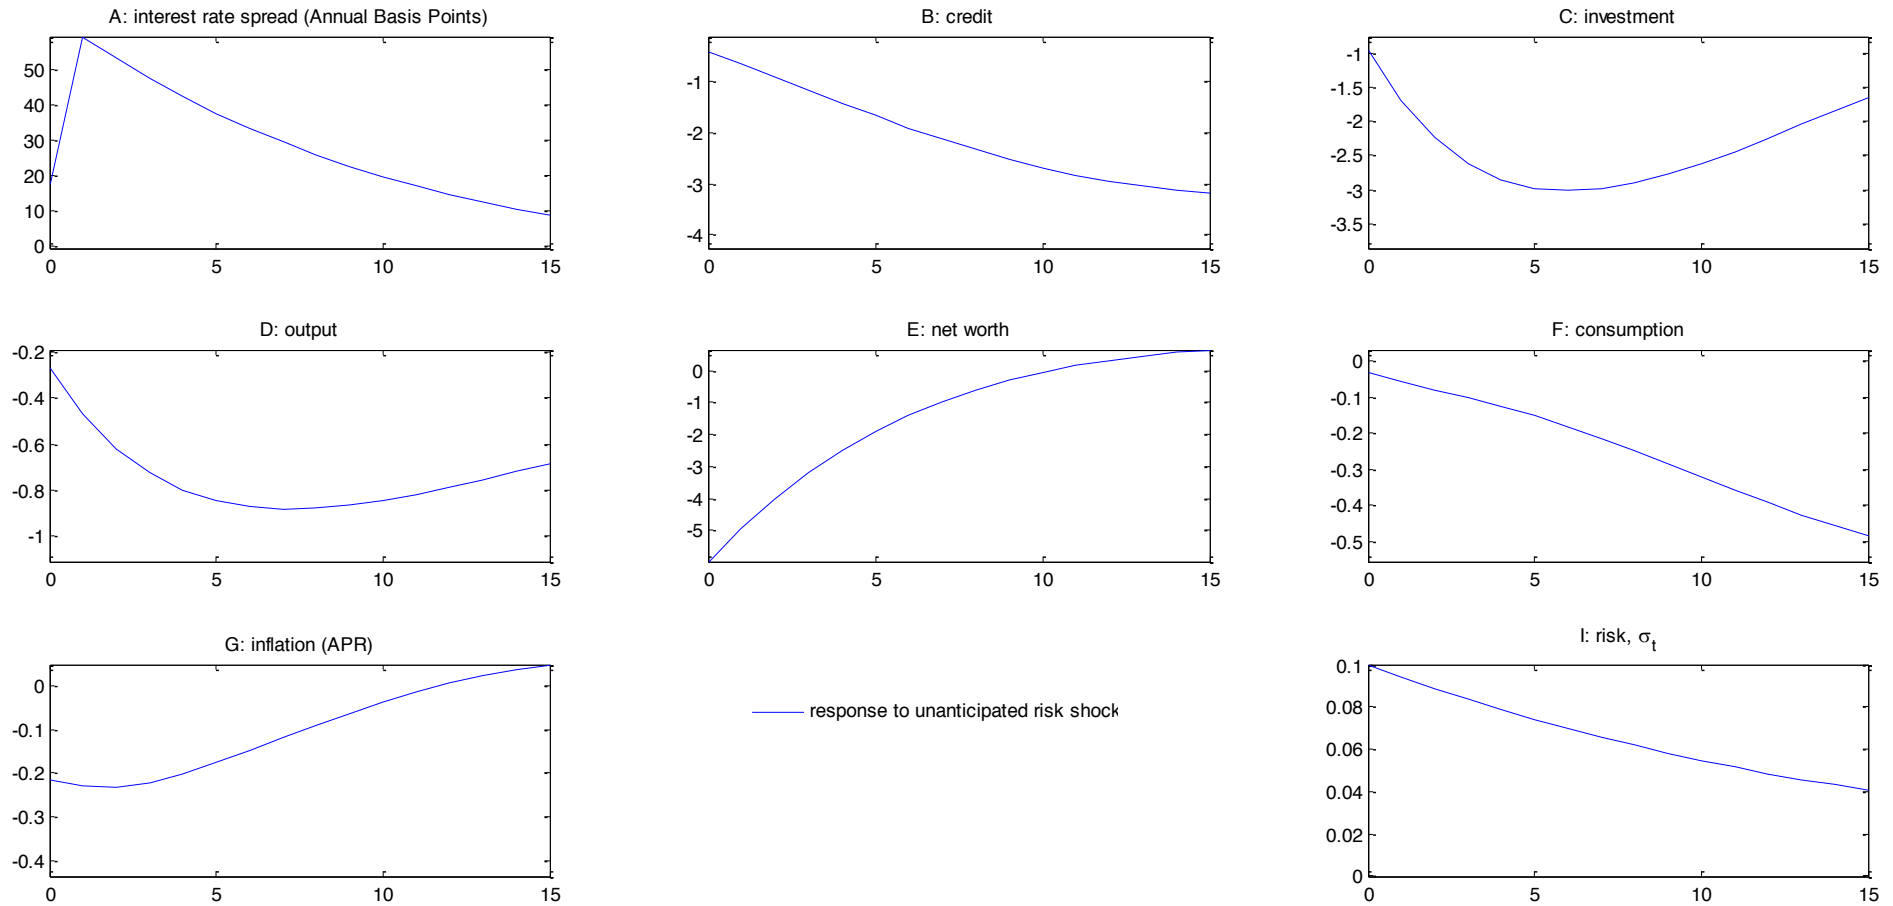 A: interest rate spread (Annual Basis Points)
50
40
30
20
10
0
0 5 10 15
B: credit
-1
-2
-3
-4
0 5 10 15
C: investment
-1
-1.5
-2
-2.5
-3
-3.5
0 5 10 15
D: output
-0.2
-0.4
-0.6
-0.8
-1
0 5 10 15
E: net worth
0
-1
-2
-3
-4
-5
0 5 10 15
F: consumption
0
-0.1
-0.2
-0.3
-0.4
-0.5
0 5 10 15
G: inflation (APR)
0
-0.1
-0.2
-0.3
-0.4
0 5 10 15
response to unanticipated risk shock
I: risk, σt
0.1
0.08
0.06
0.04
0.02
0
0 5 10 15